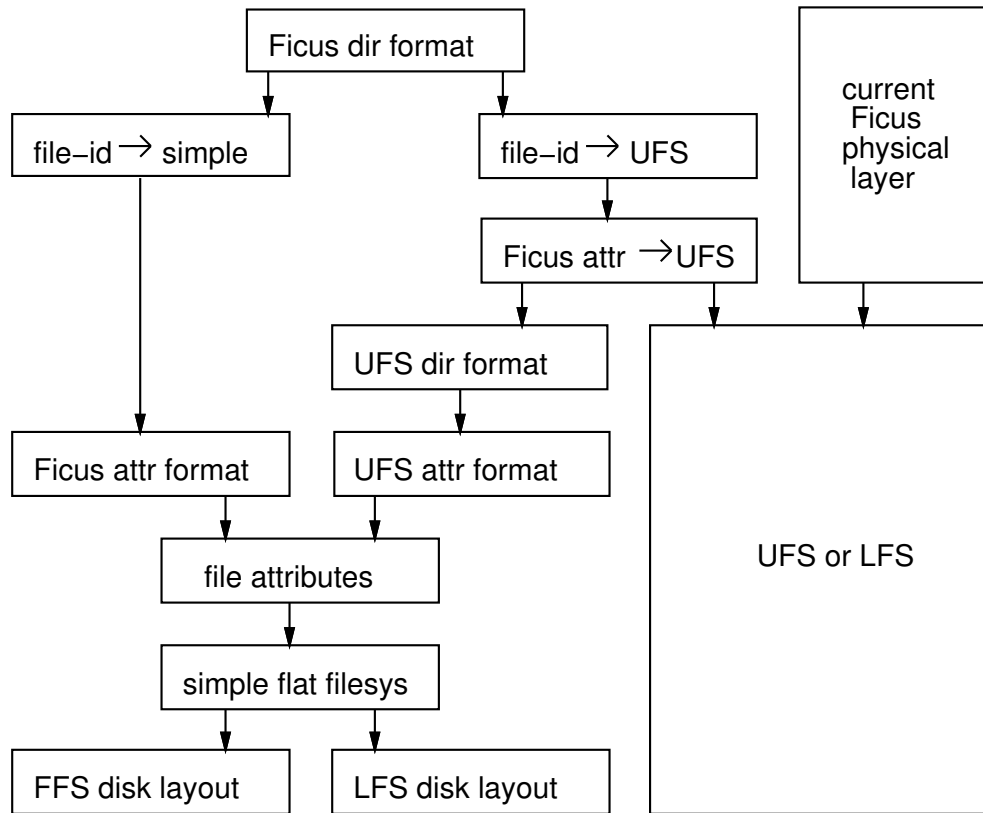 Ficus dir format
current
Ficus
physical
layer
file−id → simple
file−id → UFS
Ficus attr → UFS
UFS dir format
Ficus attr format
UFS attr format
UFS or LFS
file attributes
simple flat filesys
FFS disk layout
LFS disk layout